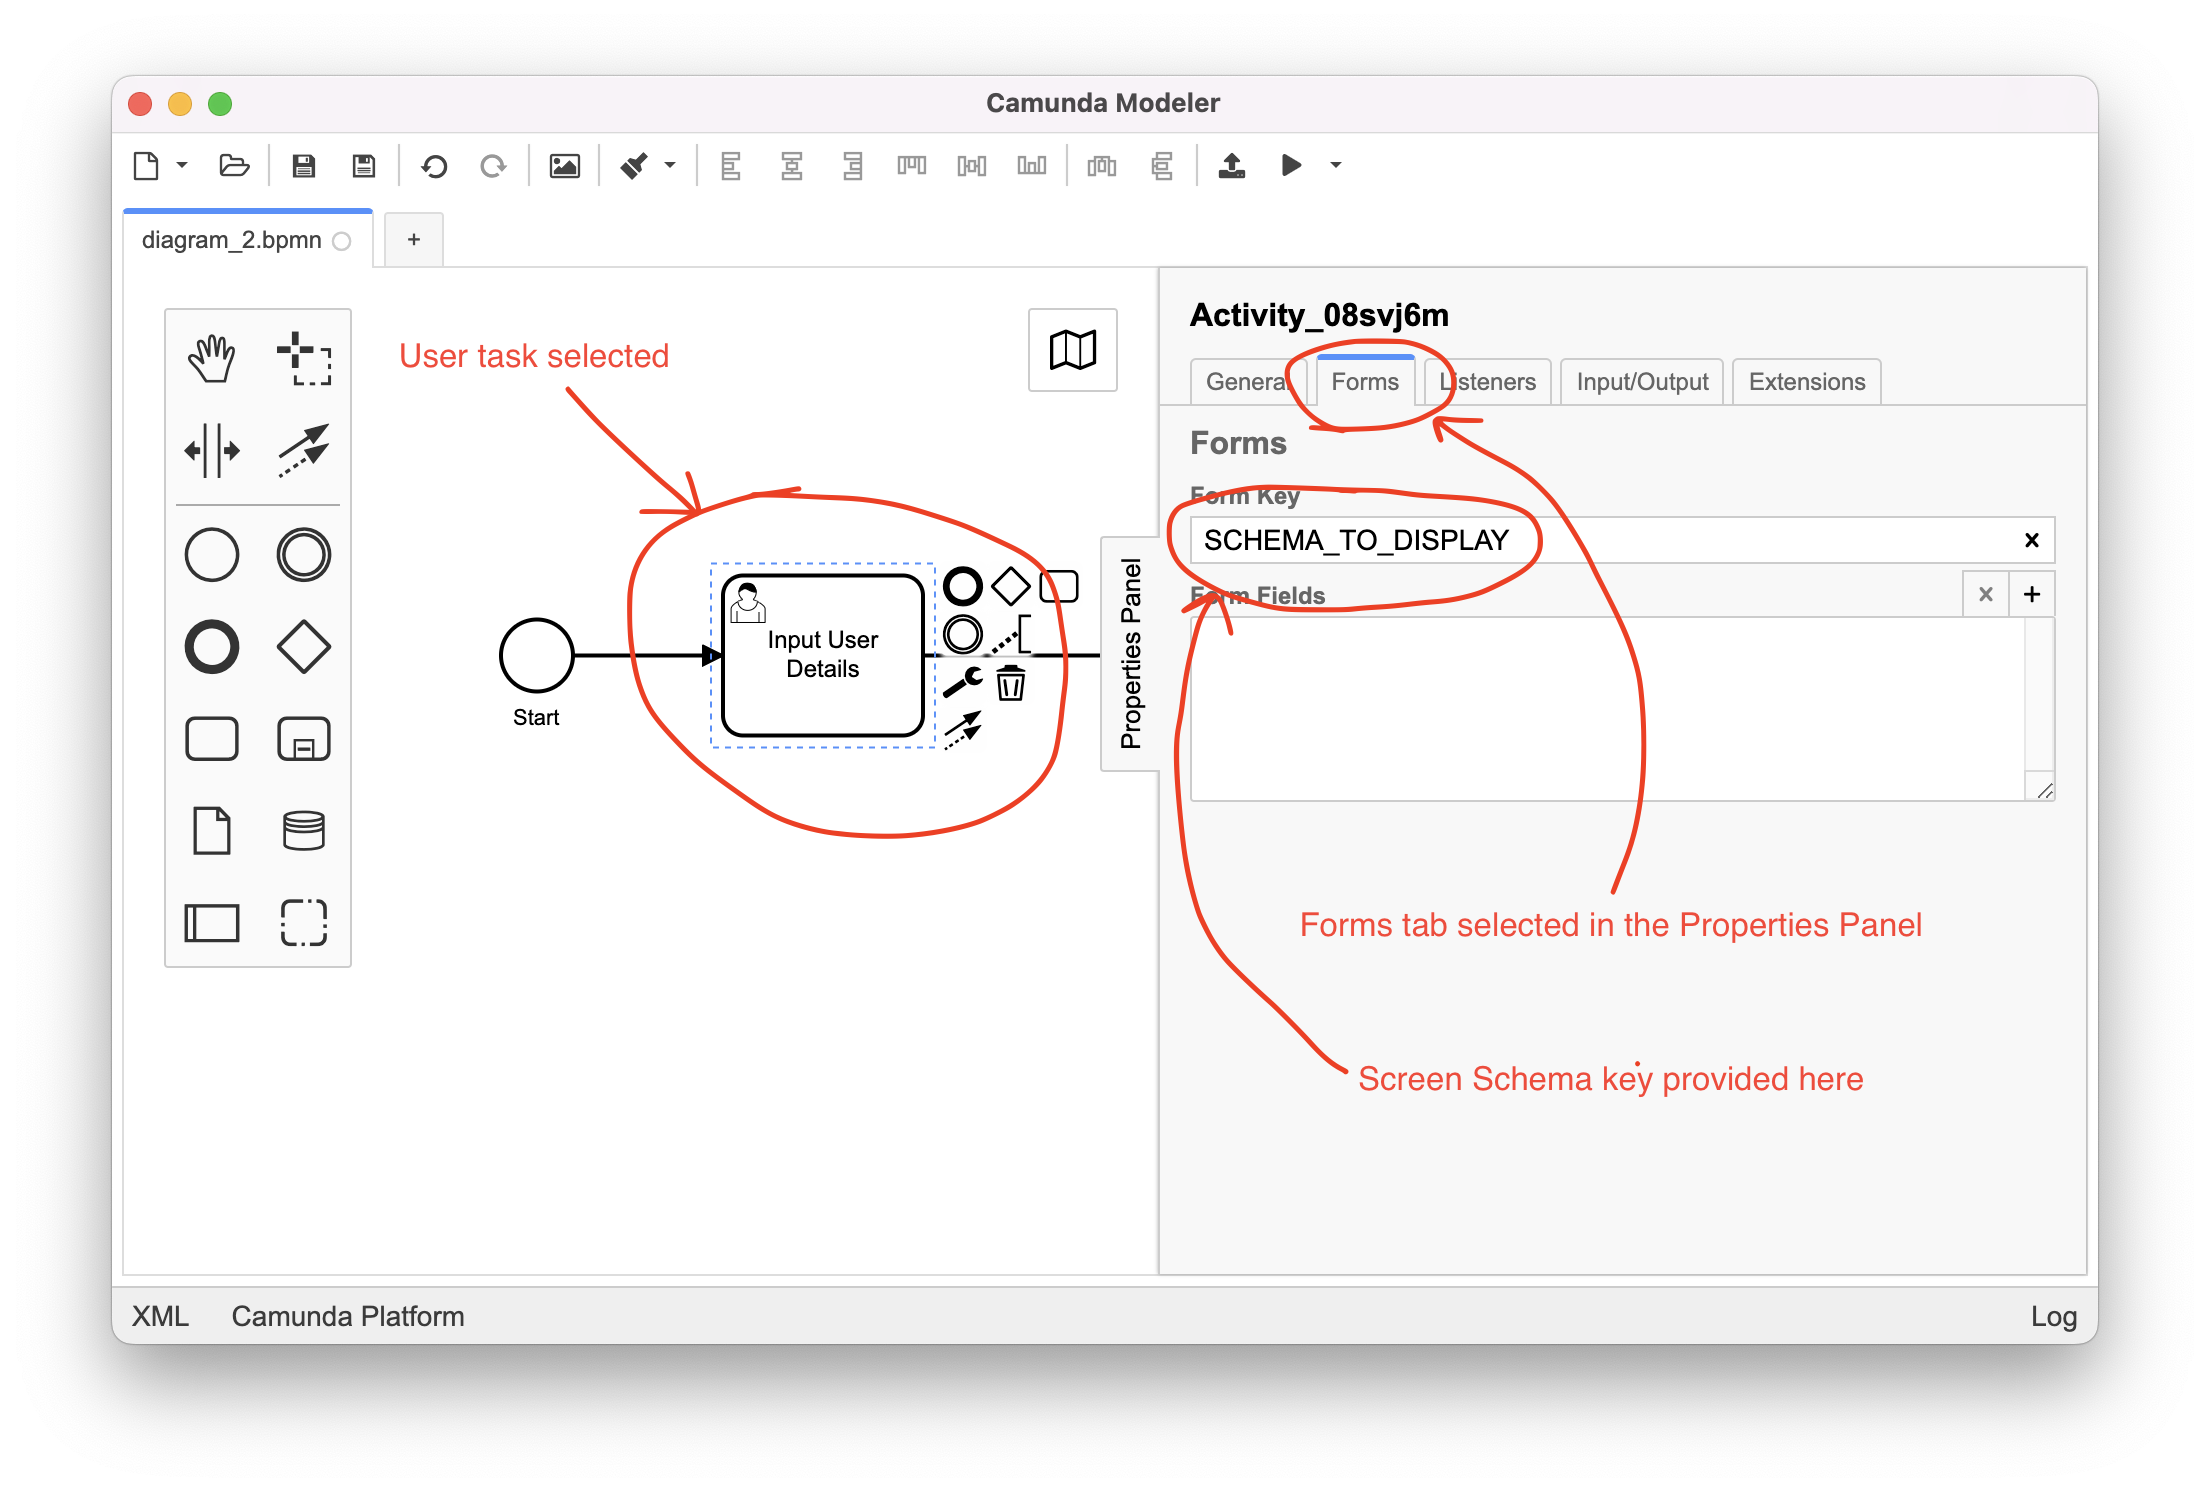 Camunda Modeler
diagram_2.bpmn
+
User task selected
Start
Input User
Details
Properties Panel
Activity_08svj6m
General Forms Listeners Input/Output Extensions
Forms
Form Key
SCHEMA_TO_DISPLAY
Form Fields
Forms tab selected in the Properties Panel
Screen Schema key provided here
XML Camunda Platform Log